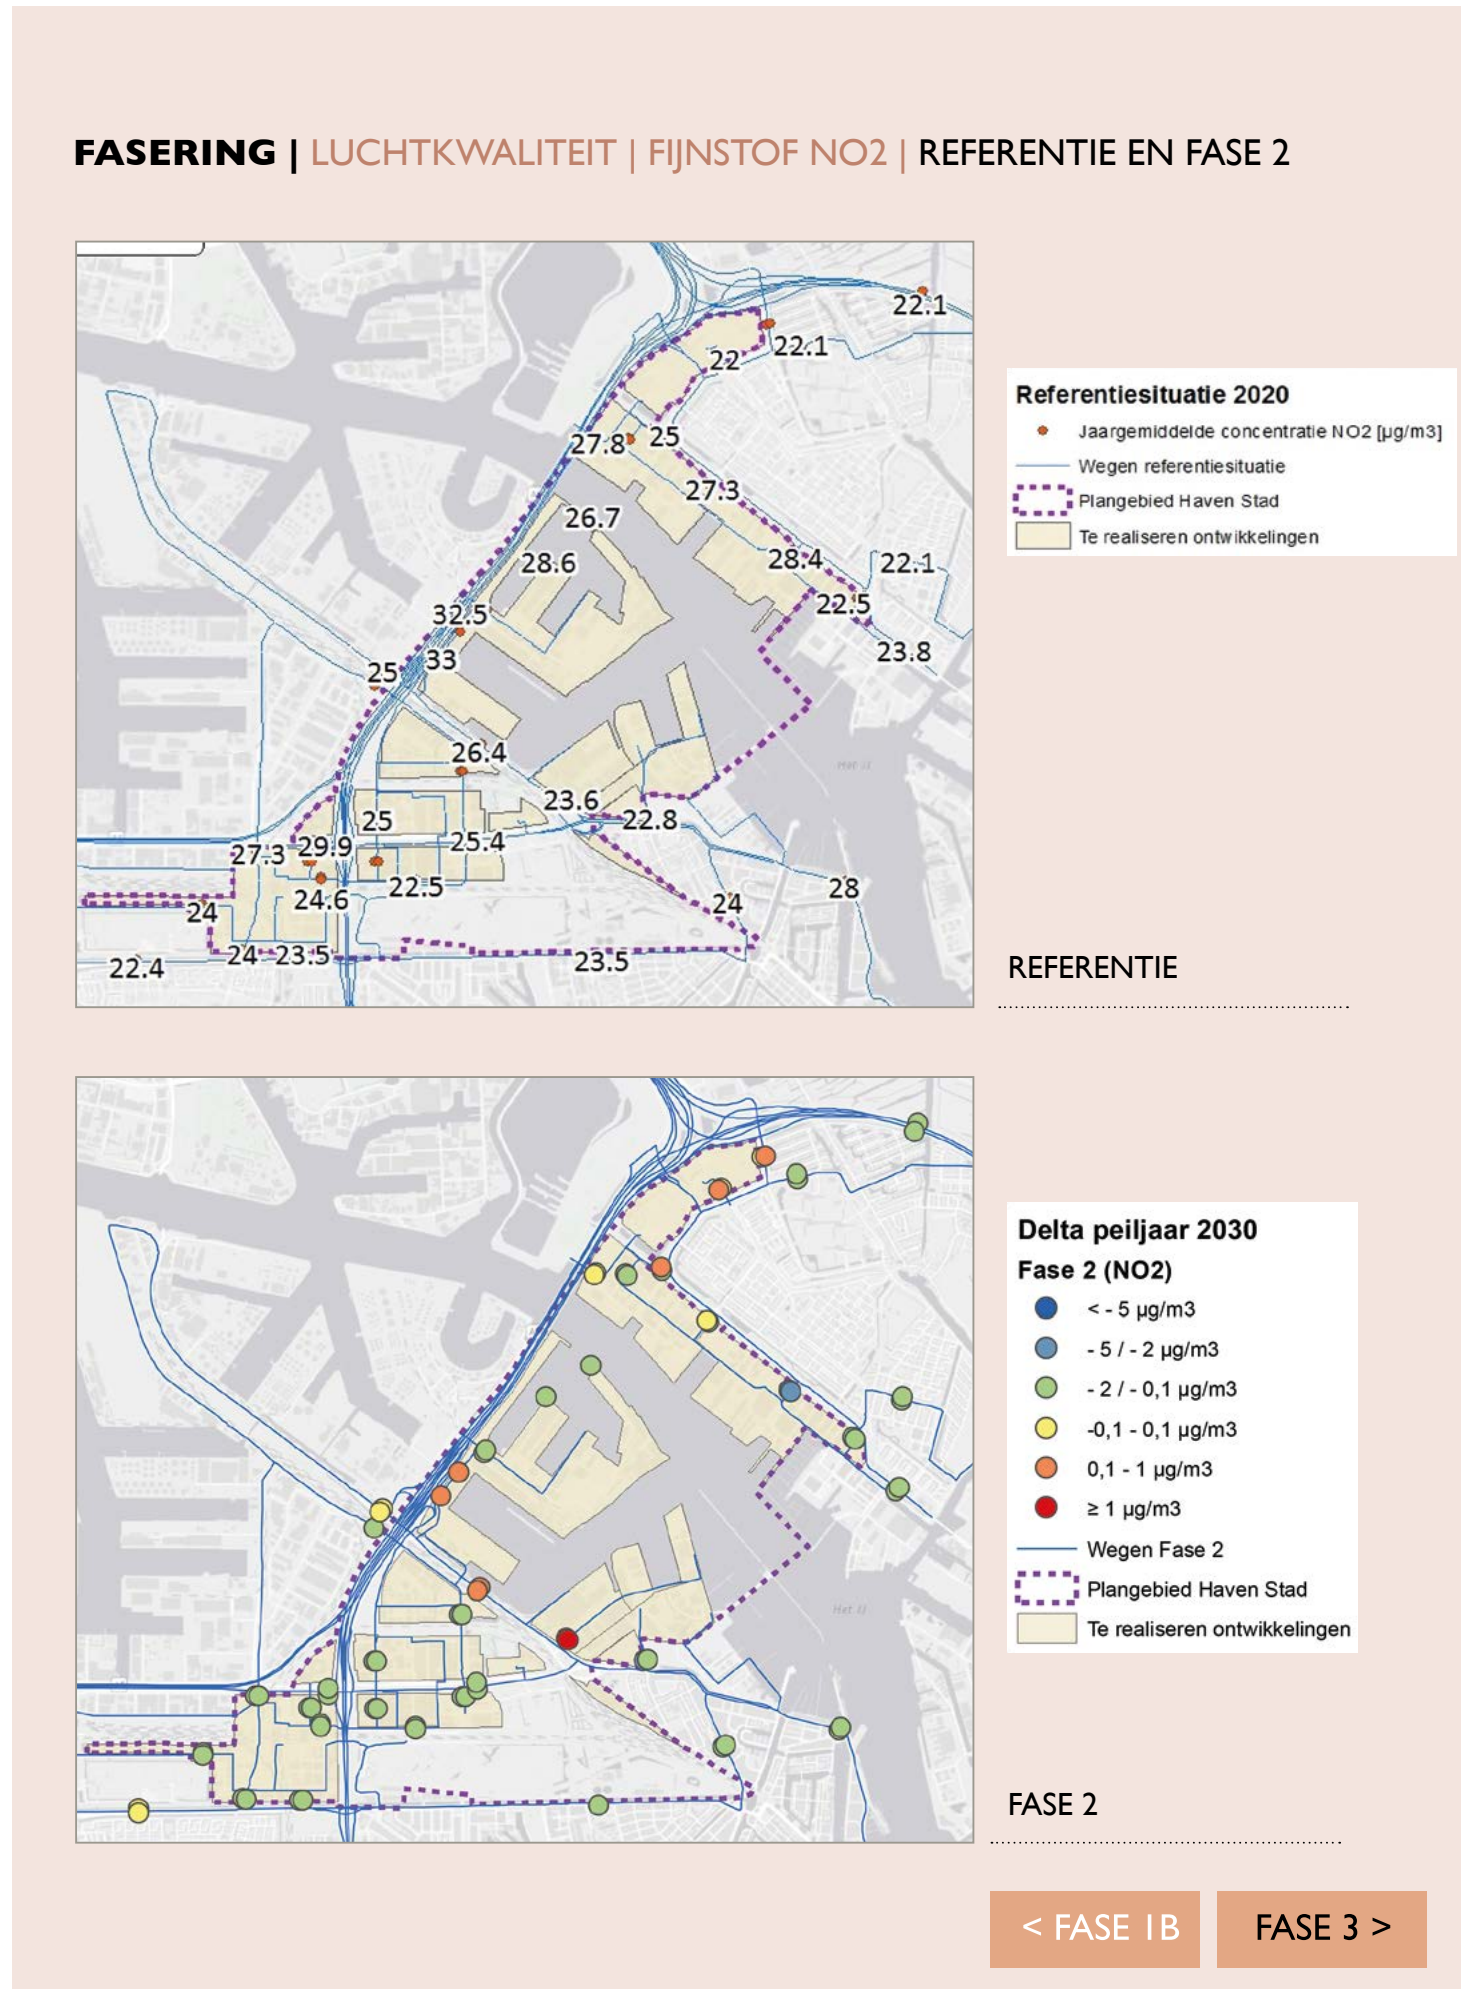 FASERING | LUCHTKWALITEIT | FIJNSTOF NO2 | REFERENTIE EN FASE 2
22.1
22.1
22
27.8
25
27.3
26.7
28.6
28.4
22.1
22.5
32.5
23.8
33
25
26.4
Het IJ
23.6
22.8
25
25.4
27.3
29.9
22.5
28
24.6
24
24
24
23.5
23.5
22.4
Referentiesituatie 2020
Jaargemiddelde concentratie NO2 [µg/m3]
Wegen referentiesituatie
Plangebied Haven Stad
Te realiseren ontwikkelingen
REFERENTIE
Het IJ
Delta peiljaar 2030
Fase 2 (NO2)
< - 5 µg/m3
- 5 / - 2 µg/m3
- 2 / - 0,1 µg/m3
-0,1 - 0,1 µg/m3
0,1 - 1 µg/m3
≥ 1 µg/m3
Wegen Fase 2
Plangebied Haven Stad
Te realiseren ontwikkelingen
FASE 2
< FASE 1B
FASE 3 >